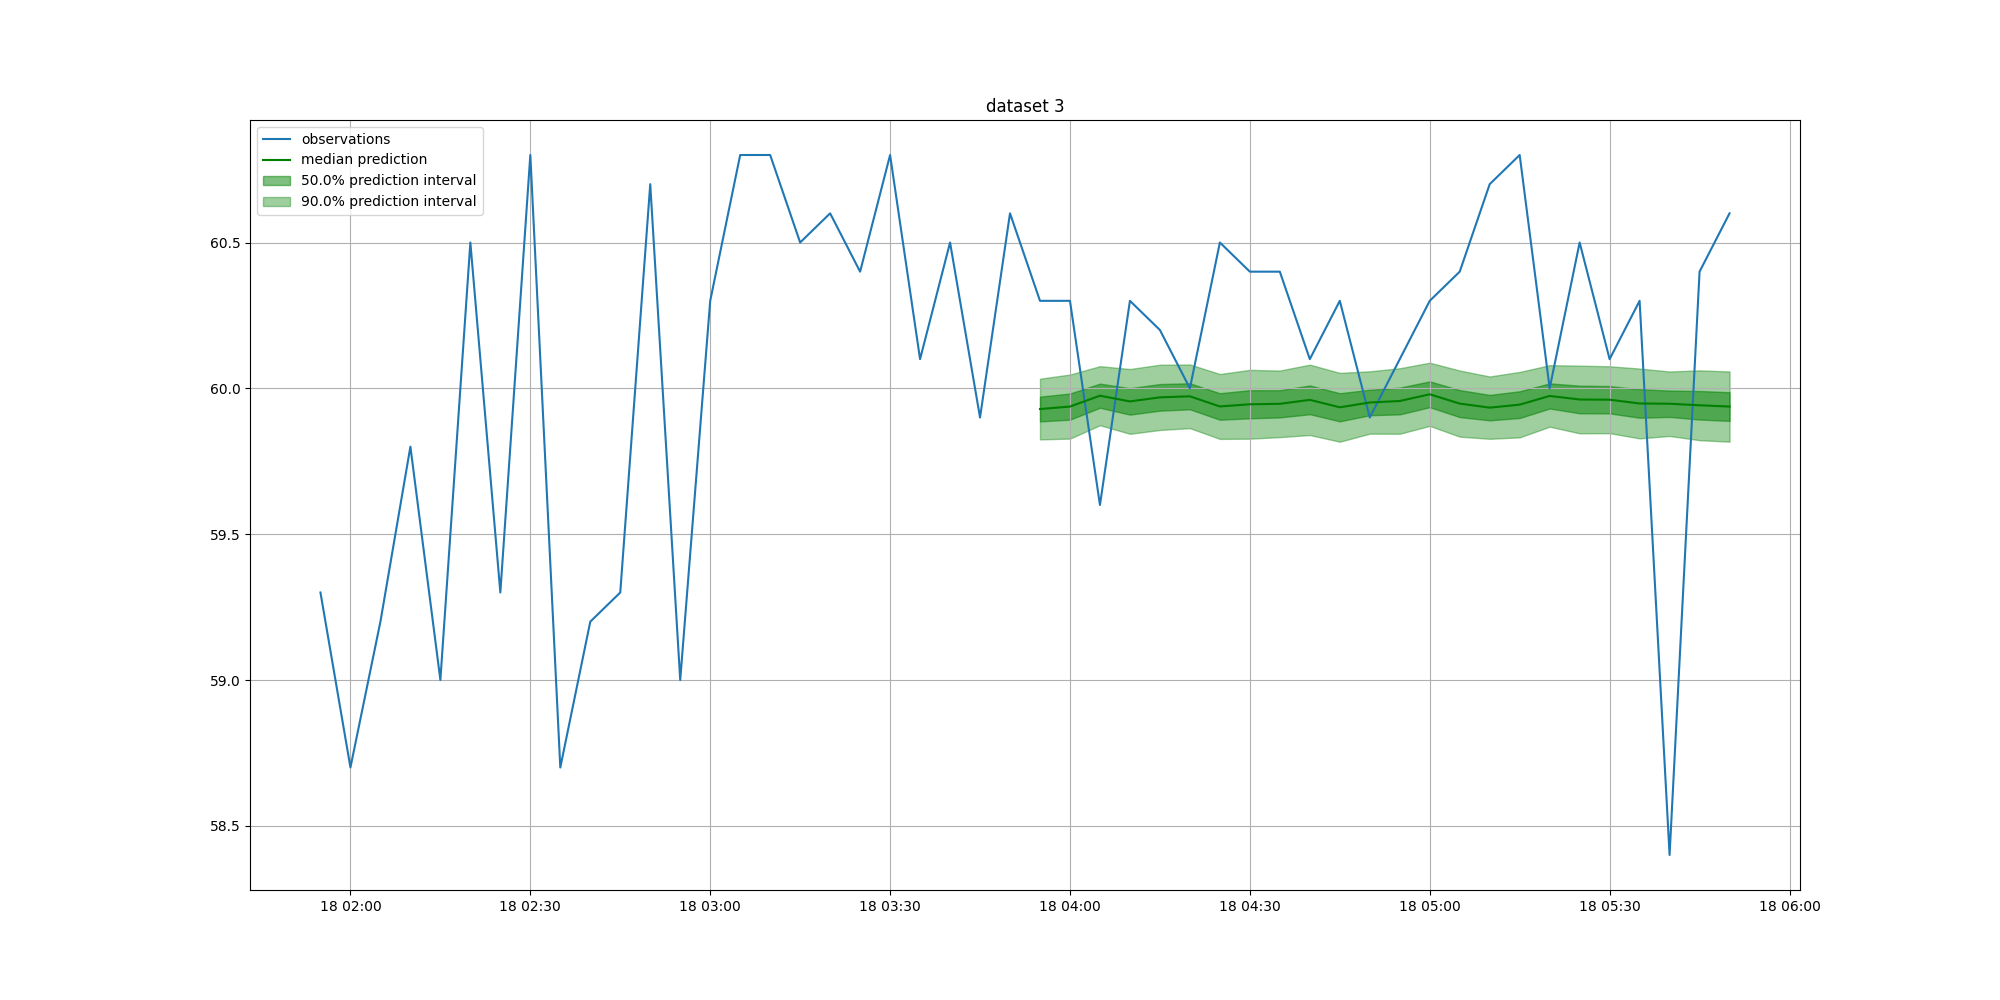 dataset 3
observations
median prediction
50.0% prediction interval
90.0% prediction interval
60.5
60.0
59.5
59.0
58.5
18 02:00
18 02:30
18 03:00
18 03:30
18 04:00
18 04:30
18 05:00
18 05:30
18 06:00